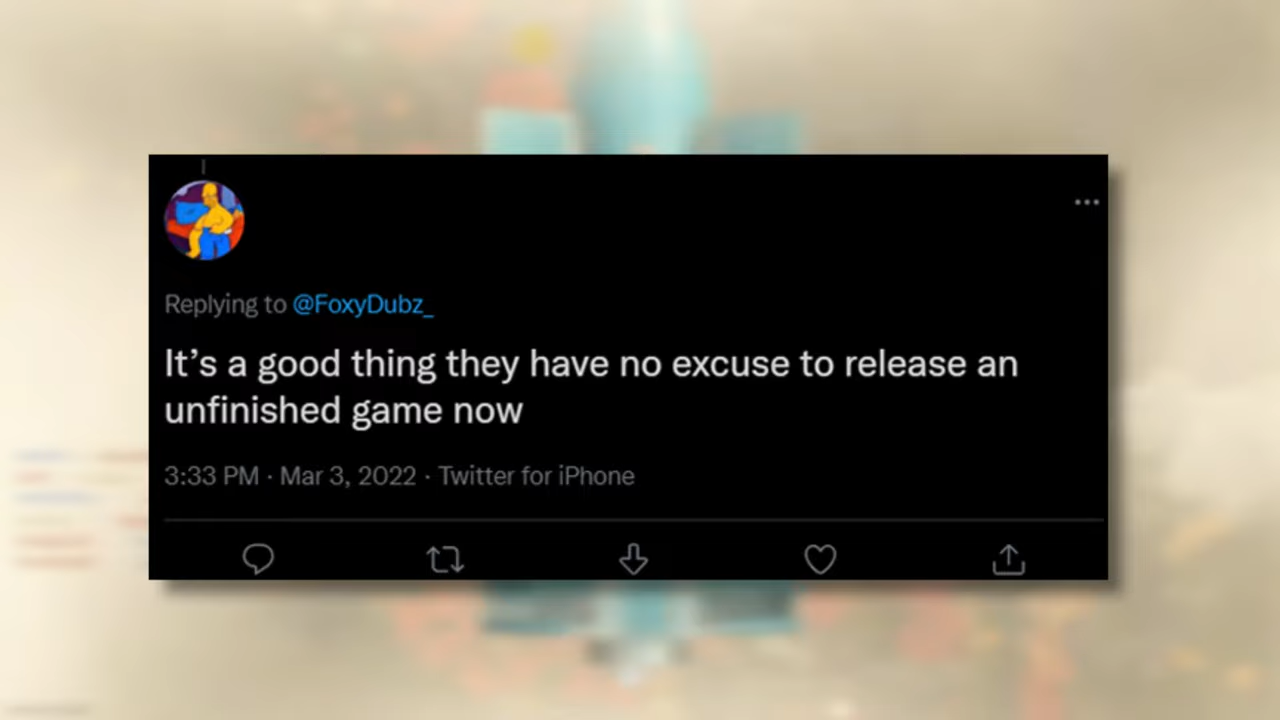 Replying to @FoxyDubz_
It’s a good thing they have no excuse to release an
unfinished game now
3:33 PM · Mar 3, 2022 · Twitter for iPhone